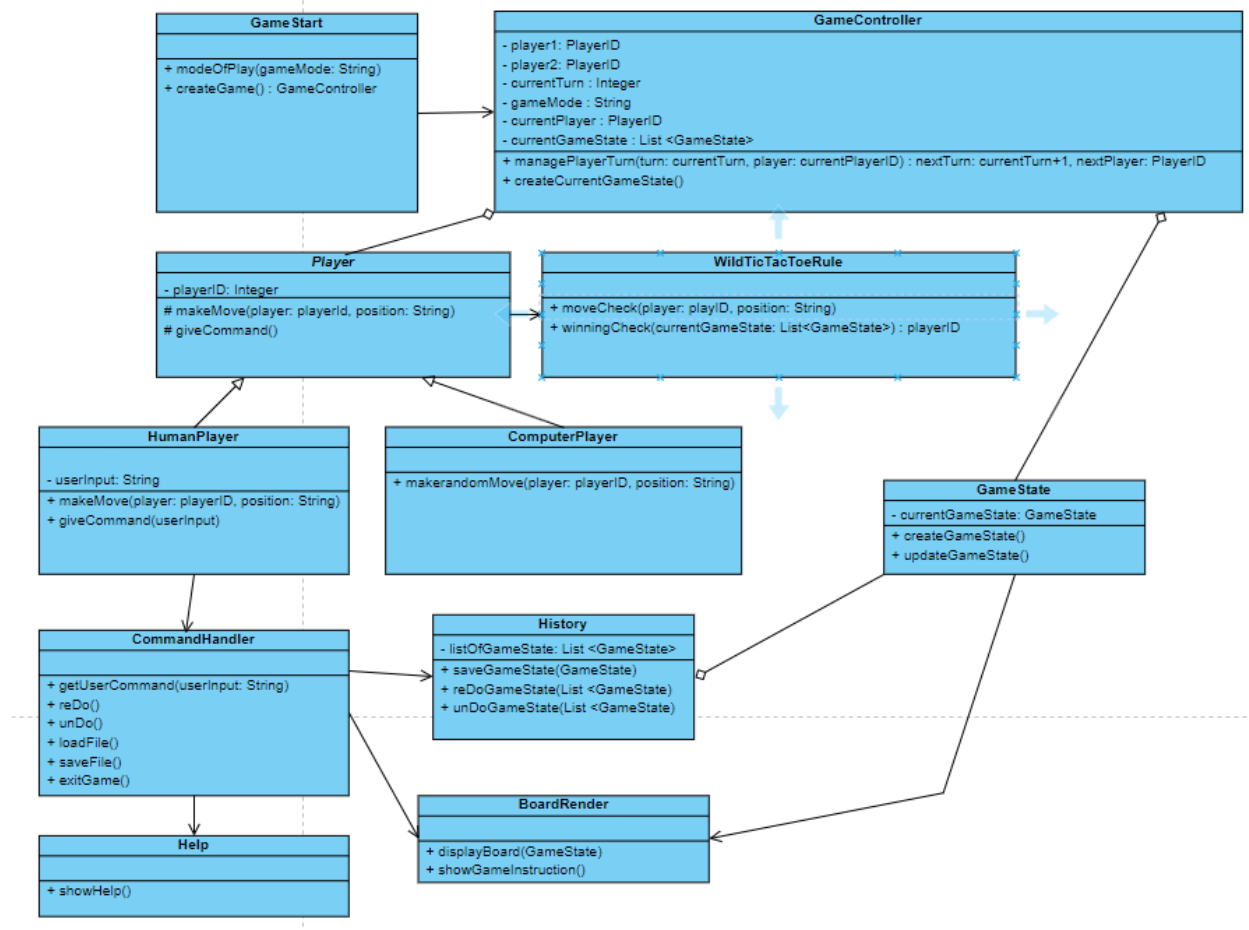 GameStart
+ modeOfPlay(gameMode: String)
+ createGame() : GameController
GameController
- player1: PlayerID
- player2: PlayerID
- currentTurn : Integer
- gameMode : String
- currentPlayer : PlayerID
- currentGameState : List <GameState>
+ managePlayerTurn(turn: currentTurn, player: currentPlayerID) : nextTurn: currentTurn+1, nextPlayer: PlayerID
+ createCurrentGameState()
Player
- playerID: Integer
# makeMove(player: playerId, position: String)
# giveCommand()
WildTicTacToeRule
+ moveCheck(player: playID, position: String)
+ winningCheck(currentGameState: List<GameState>) : playerID
HumanPlayer
- userInput: String
+ makeMove(player: playerID, position: String)
+ giveCommand(userInput)
ComputerPlayer
+ makerandomMove(player: playerID, position: String)
GameState
- currentGameState: GameState
+ createGameState()
+ updateGameState()
CommandHandler
+ getUserCommand(userInput: String)
+ reDo()
+ unDo()
+ loadFile()
+ saveFile()
+ exitGame()
History
- listOfGameState: List <GameState>
+ saveGameState(GameState)
+ reDoGameState(List <GameState)
+ unDoGameState(List <GameState)
BoardRender
+ displayBoard(GameState)
+ showGameInstruction()
Help
+ showHelp()